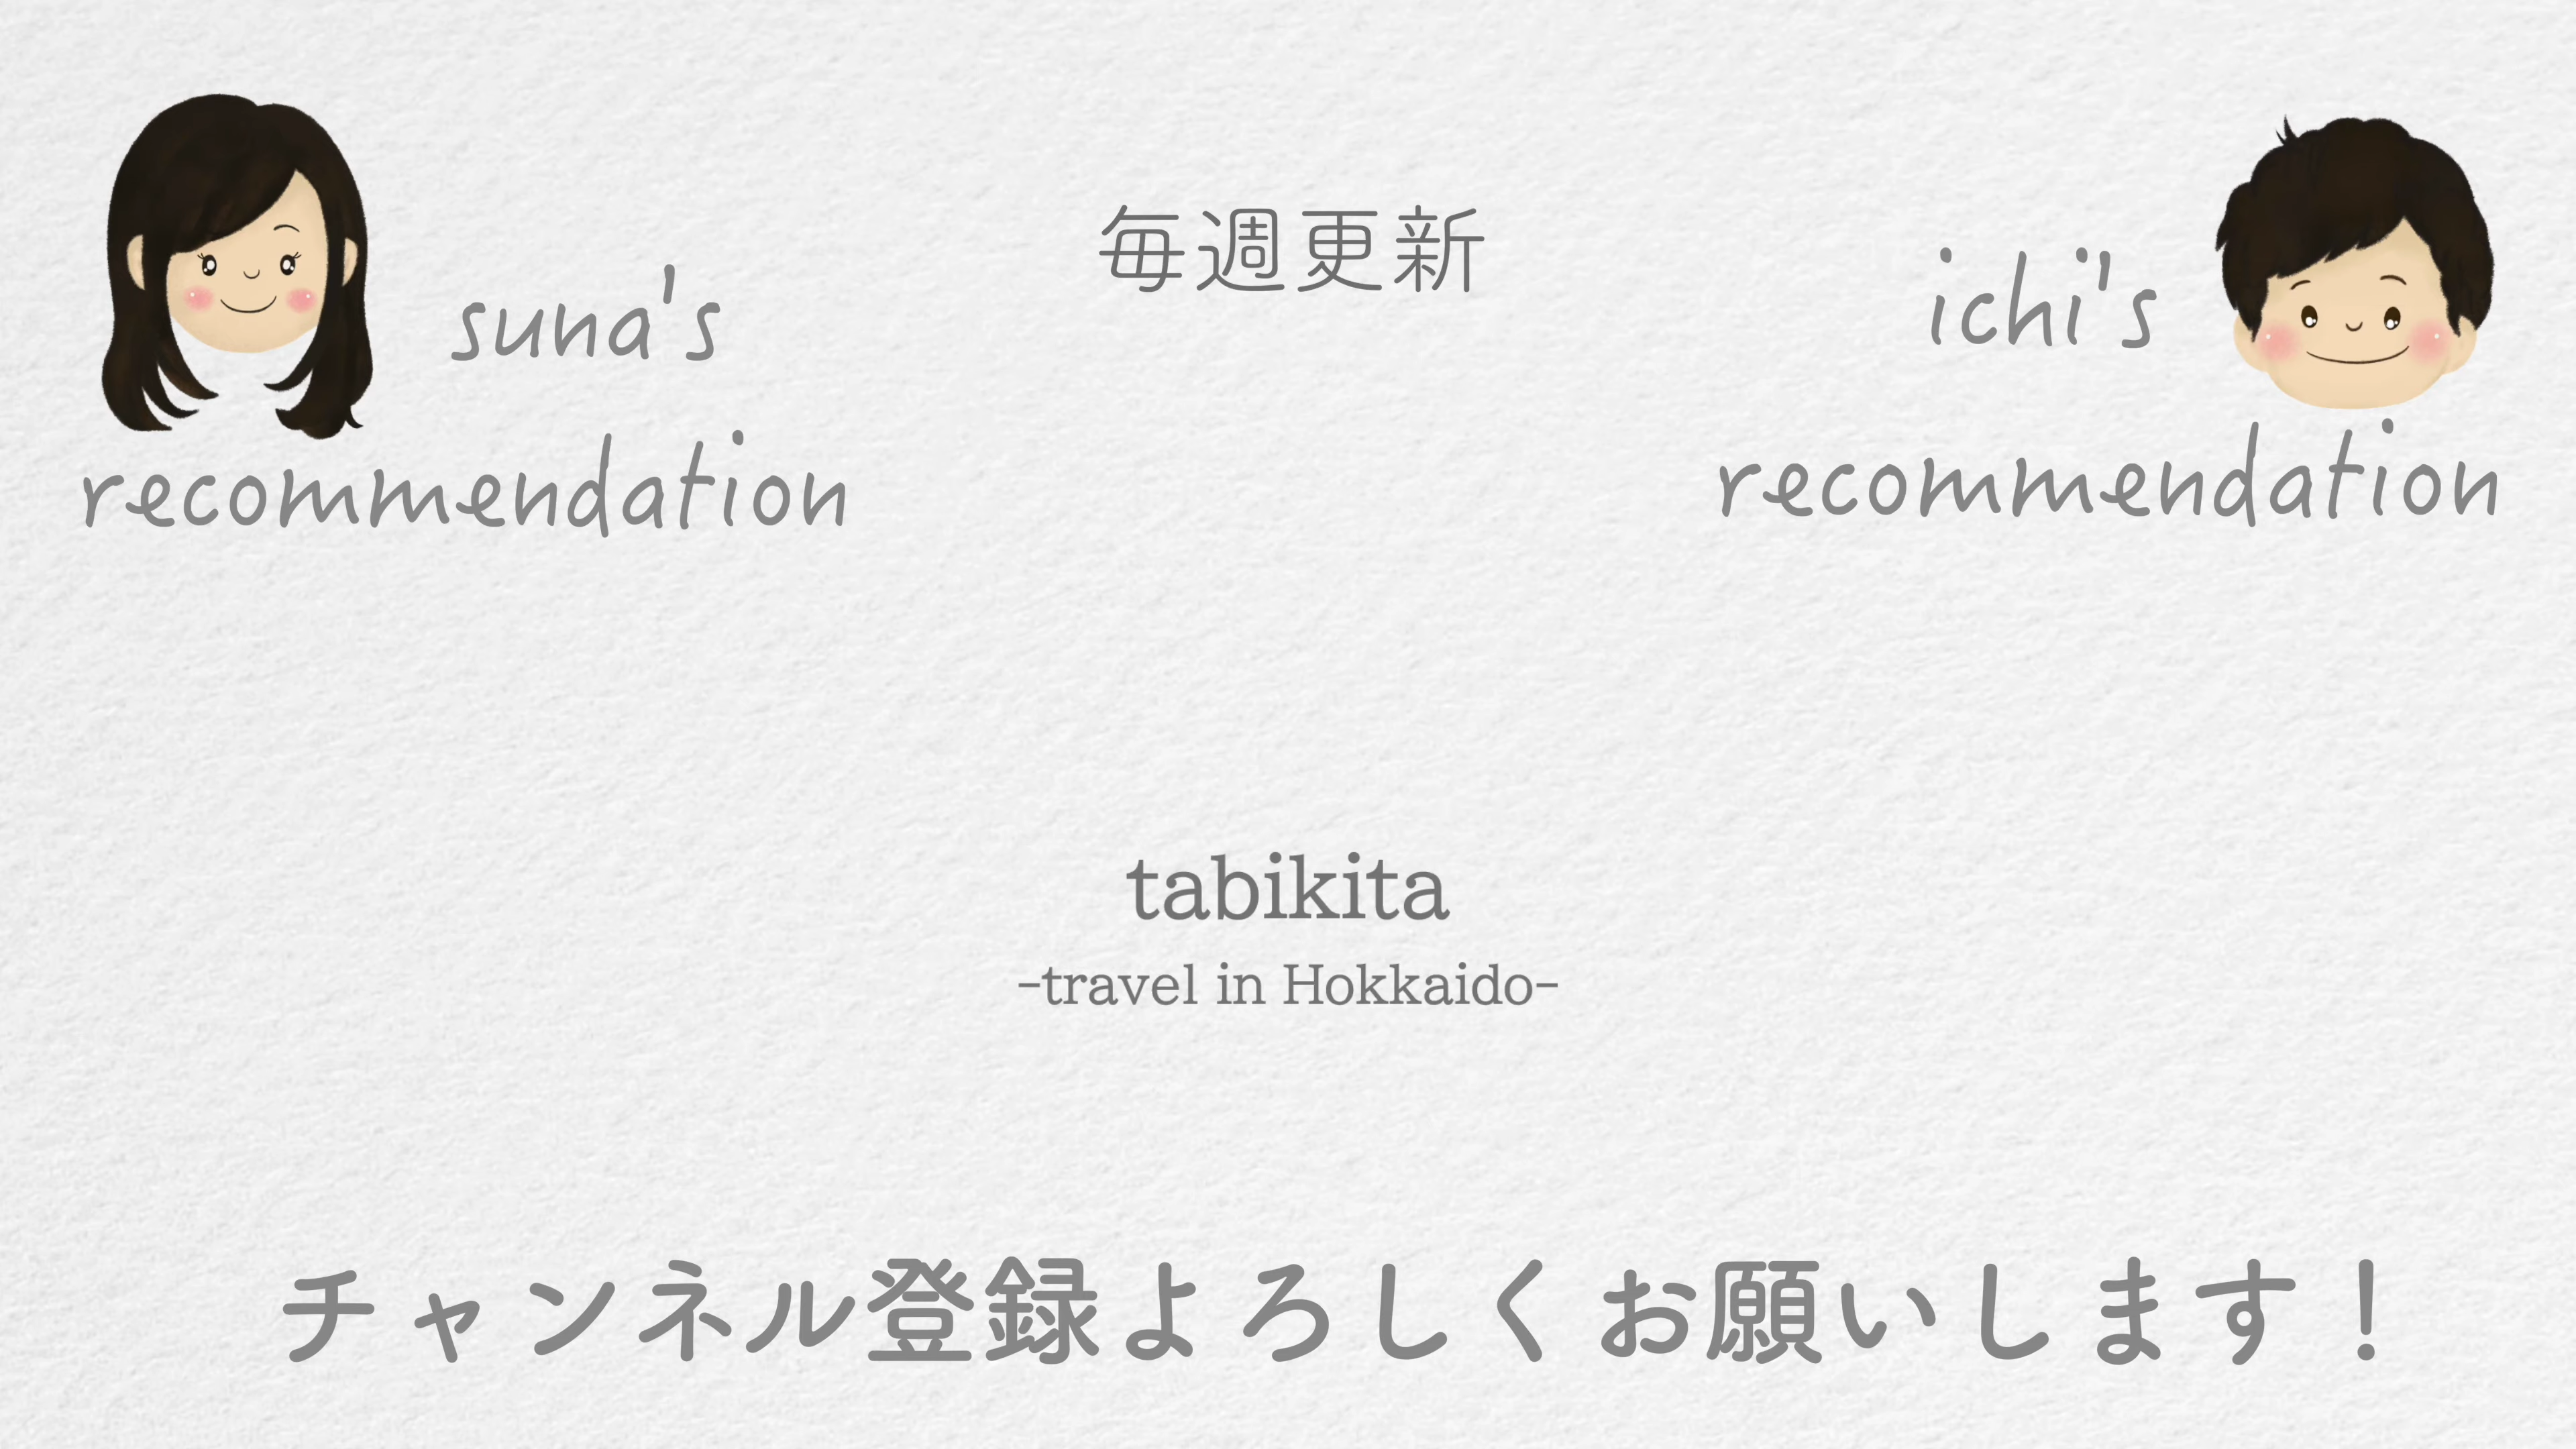 suna's
recommendation
毎週更新
ichi's
recommendation
tabikita
-travel in Hokkaido-
チャンネル登録よろしくお願いします！